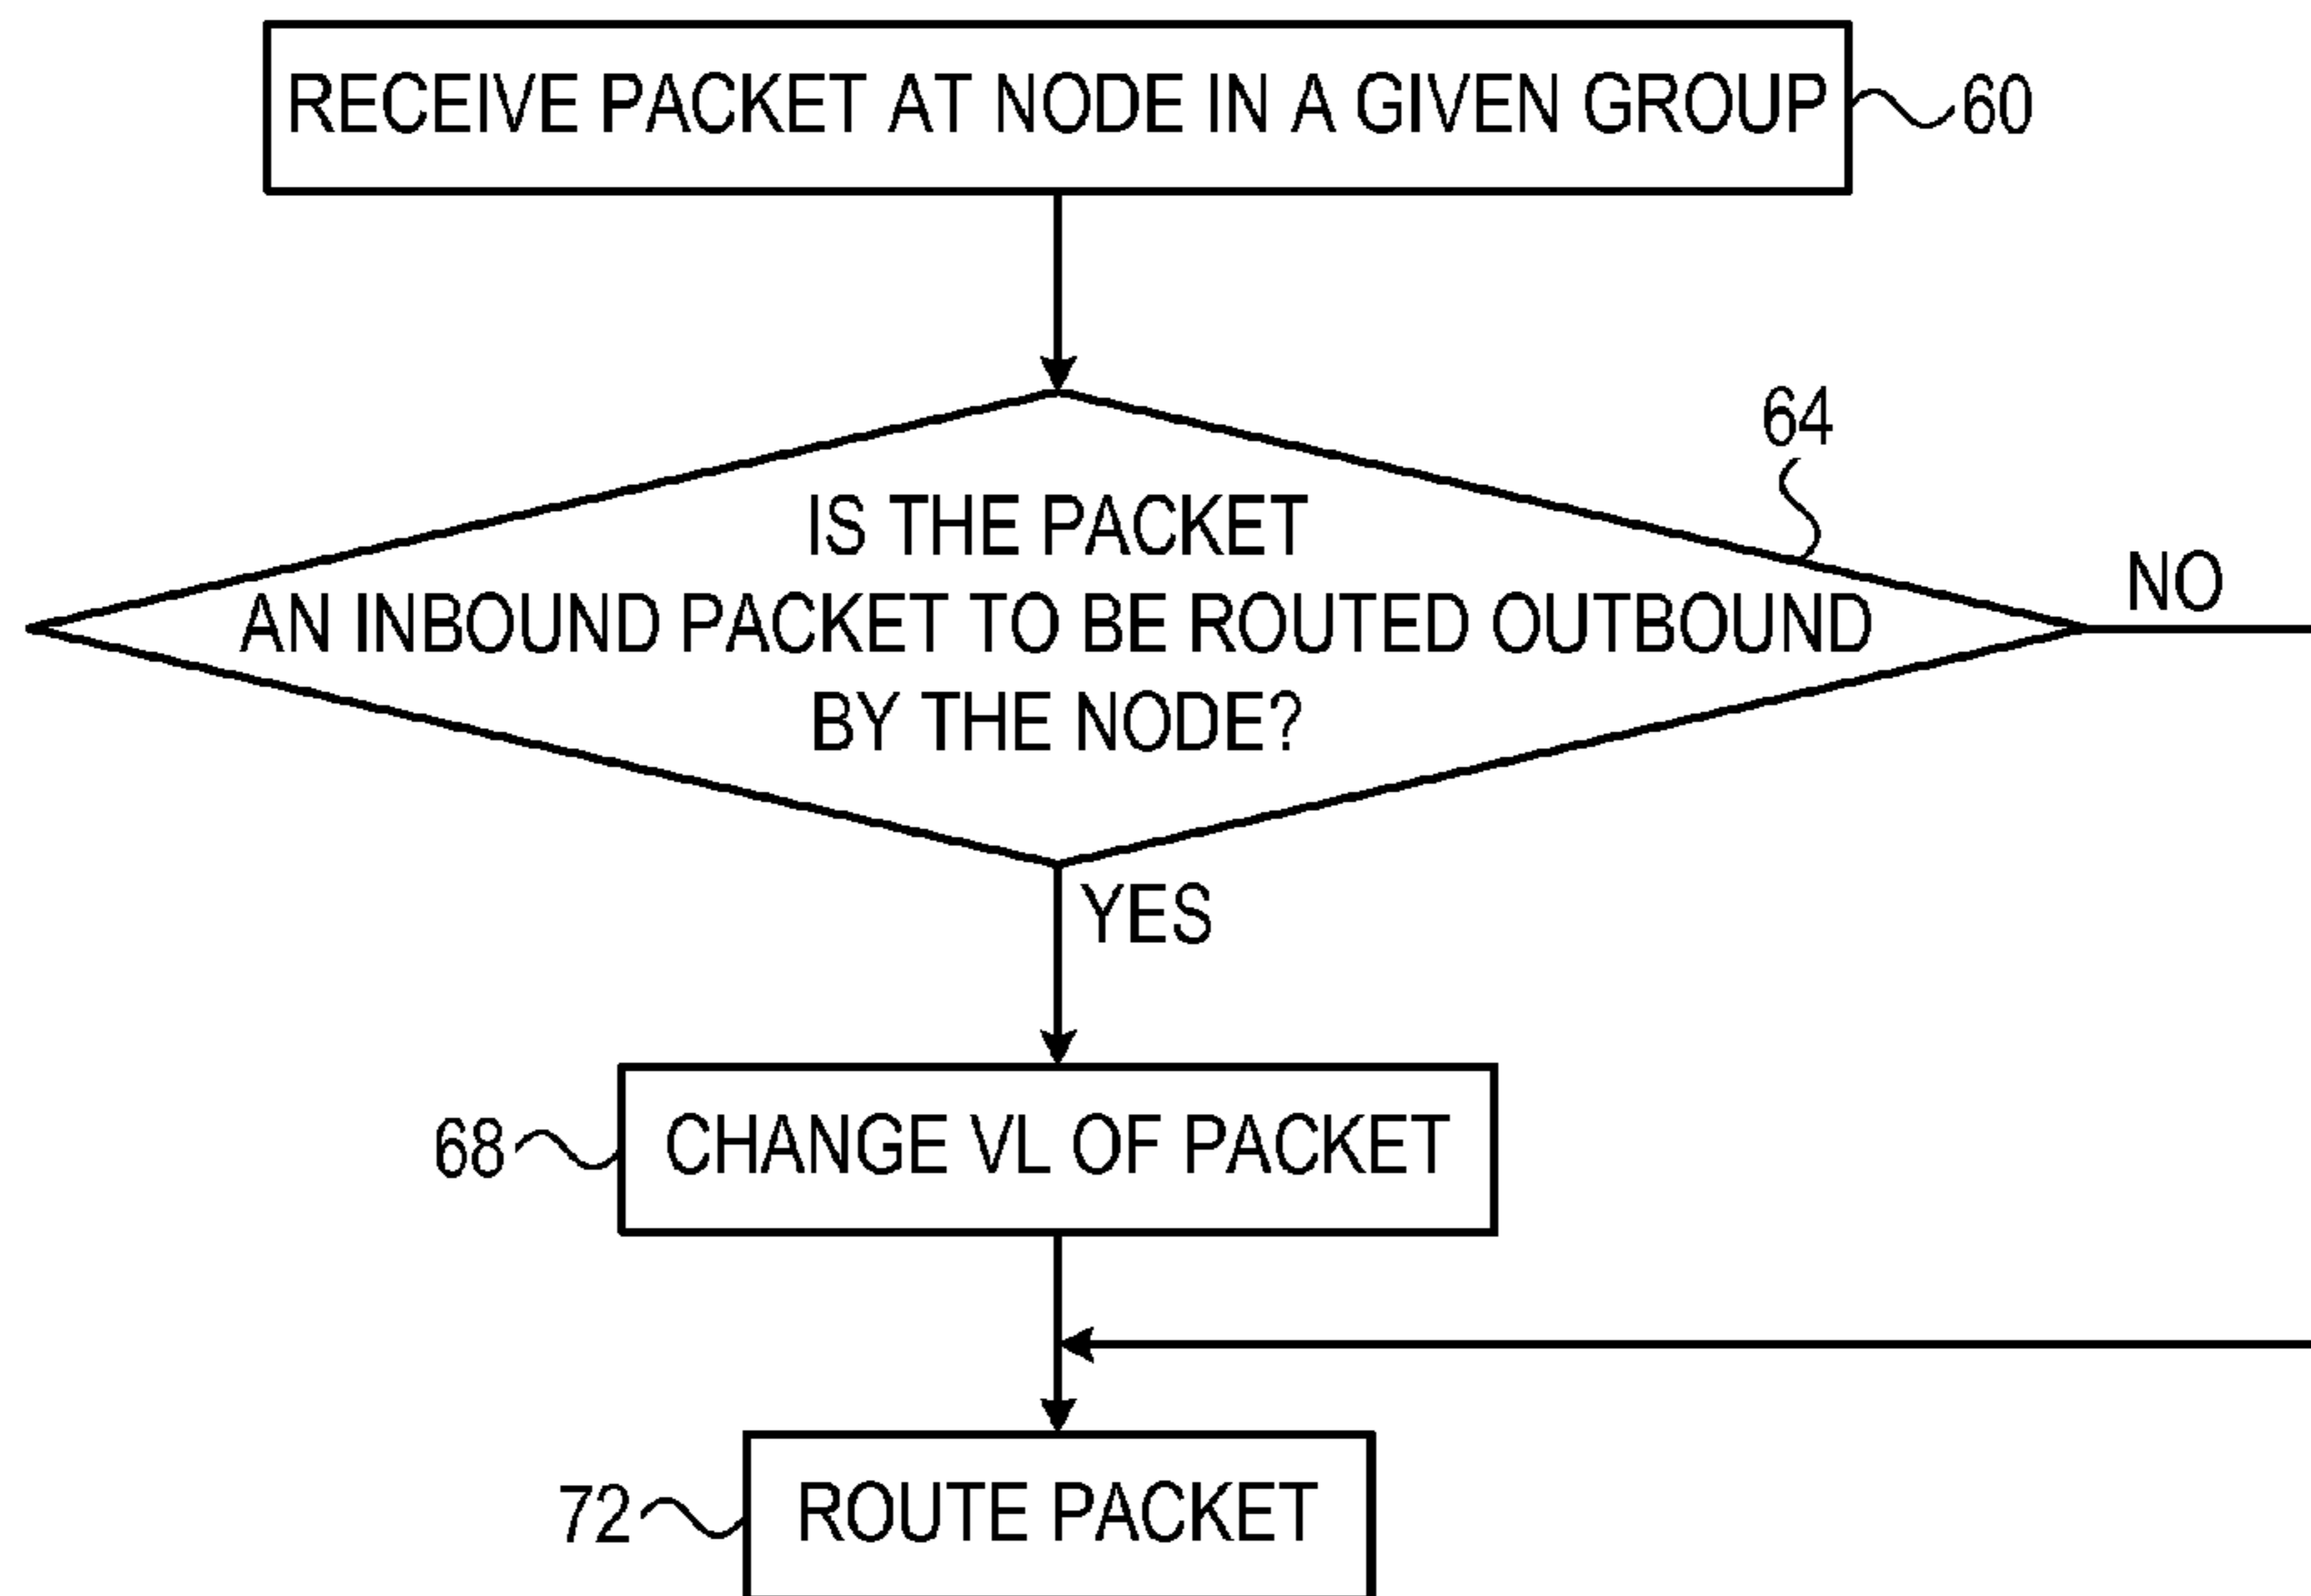 RECEIVE PACKET AT NODE IN A GIVEN GROUP
60
64
IS THE PACKET
AN INBOUND PACKET TO BE ROUTED OUTBOUND
BY THE NODE?
NO
YES
68
CHANGE VL OF PACKET
72
ROUTE PACKET